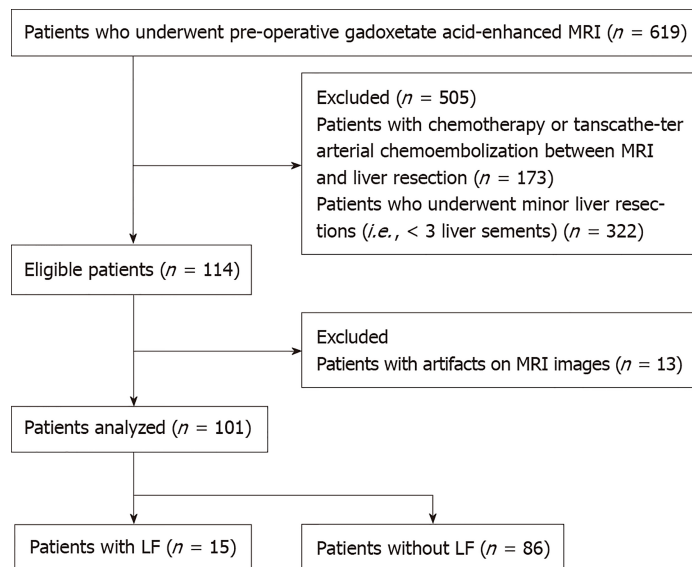 Patients who underwent pre-operative gadoxetate acid-enhanced MRI (n = 619)
Excluded (n = 505)
Patients with chemotherapy or tanscathe-ter
arterial chemoembolization between MRI
and liver resection (n = 173)
Patients who underwent minor liver resec-
tions (i.e., < 3 liver sements) (n = 322)
Eligible patients (n = 114)
Excluded
Patients with artifacts on MRI images (n = 13)
Patients analyzed (n = 101)
Patients with LF (n = 15)
Patients without LF (n = 86)